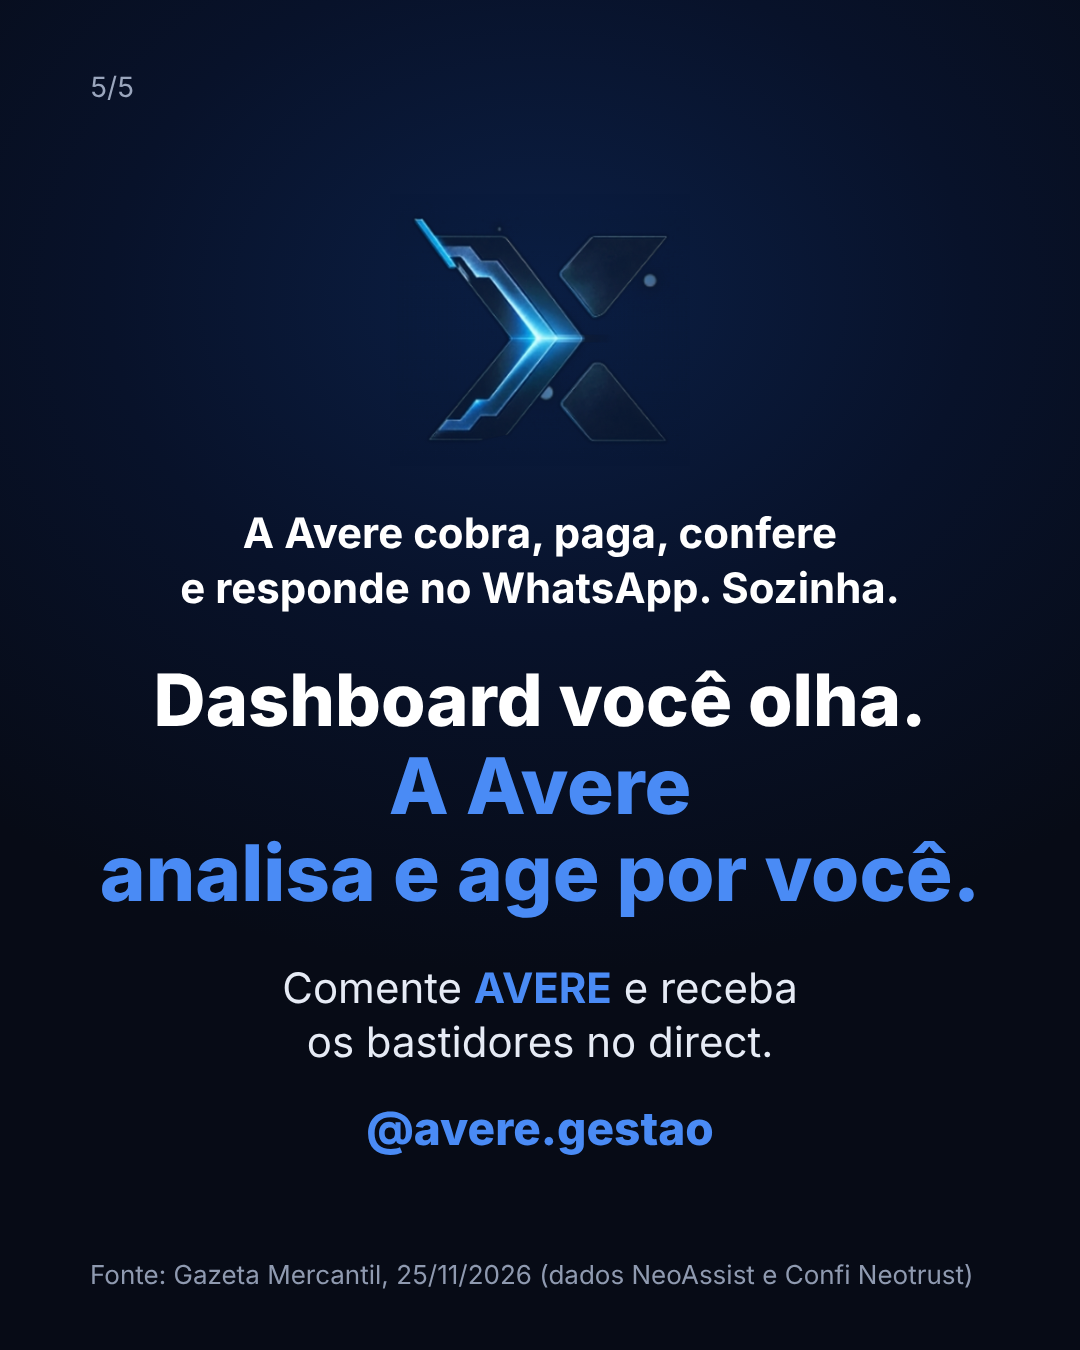 5/5
A Avere cobra, paga, confere
e responde no WhatsApp. Sozinha.
Dashboard você olha.
A Avere
analisa e age por você.
Comente AVERE e receba
os bastidores no direct.
@avere.gestao
Fonte: Gazeta Mercantil, 25/11/2026 (dados NeoAssist e Confi Neotrust)